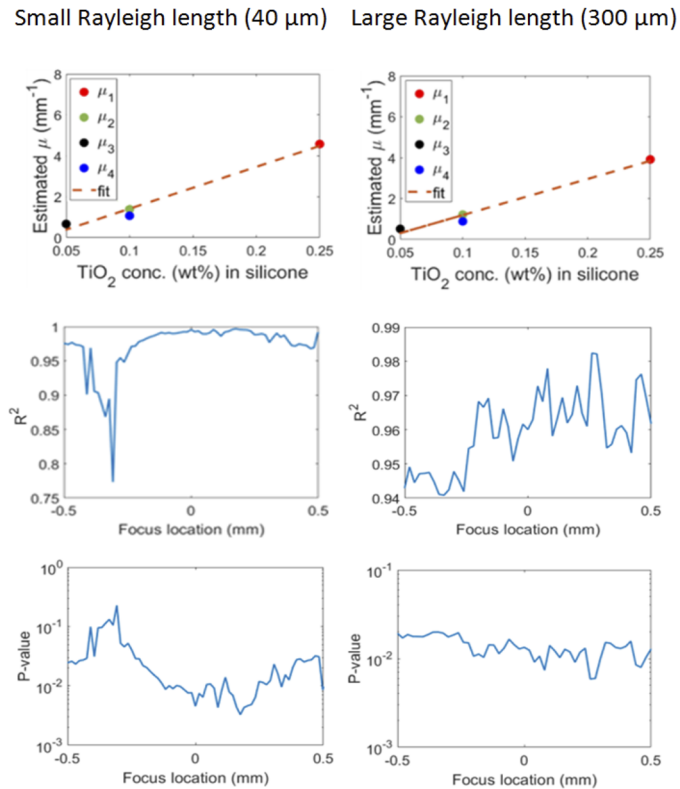 Small Rayleigh length (40 µm) Large Rayleigh length (300 µm)
Estimated μ (mm⁻¹)
8
6
4
2
0
μ₁
μ₂
μ₃
μ₄
fit
0.05 0.1 0.15 0.2 0.25
TiO₂ conc. (wt%) in silicone
Estimated μ (mm⁻¹)
8
6
4
2
0
μ₁
μ₂
μ₃
μ₄
fit
0.05 0.1 0.15 0.2 0.25
TiO₂ conc. (wt%) in silicone
R²
1
0.95
0.9
0.85
0.8
0.75
-0.5 0 0.5
Focus location (mm)
R²
0.99
0.98
0.97
0.96
0.95
0.94
-0.5 0 0.5
Focus location (mm)
P-value
10⁰
10⁻¹
10⁻²
10⁻³
-0.5 0 0.5
Focus location (mm)
P-value
10⁻¹
10⁻²
10⁻³
-0.5 0 0.5
Focus location (mm)